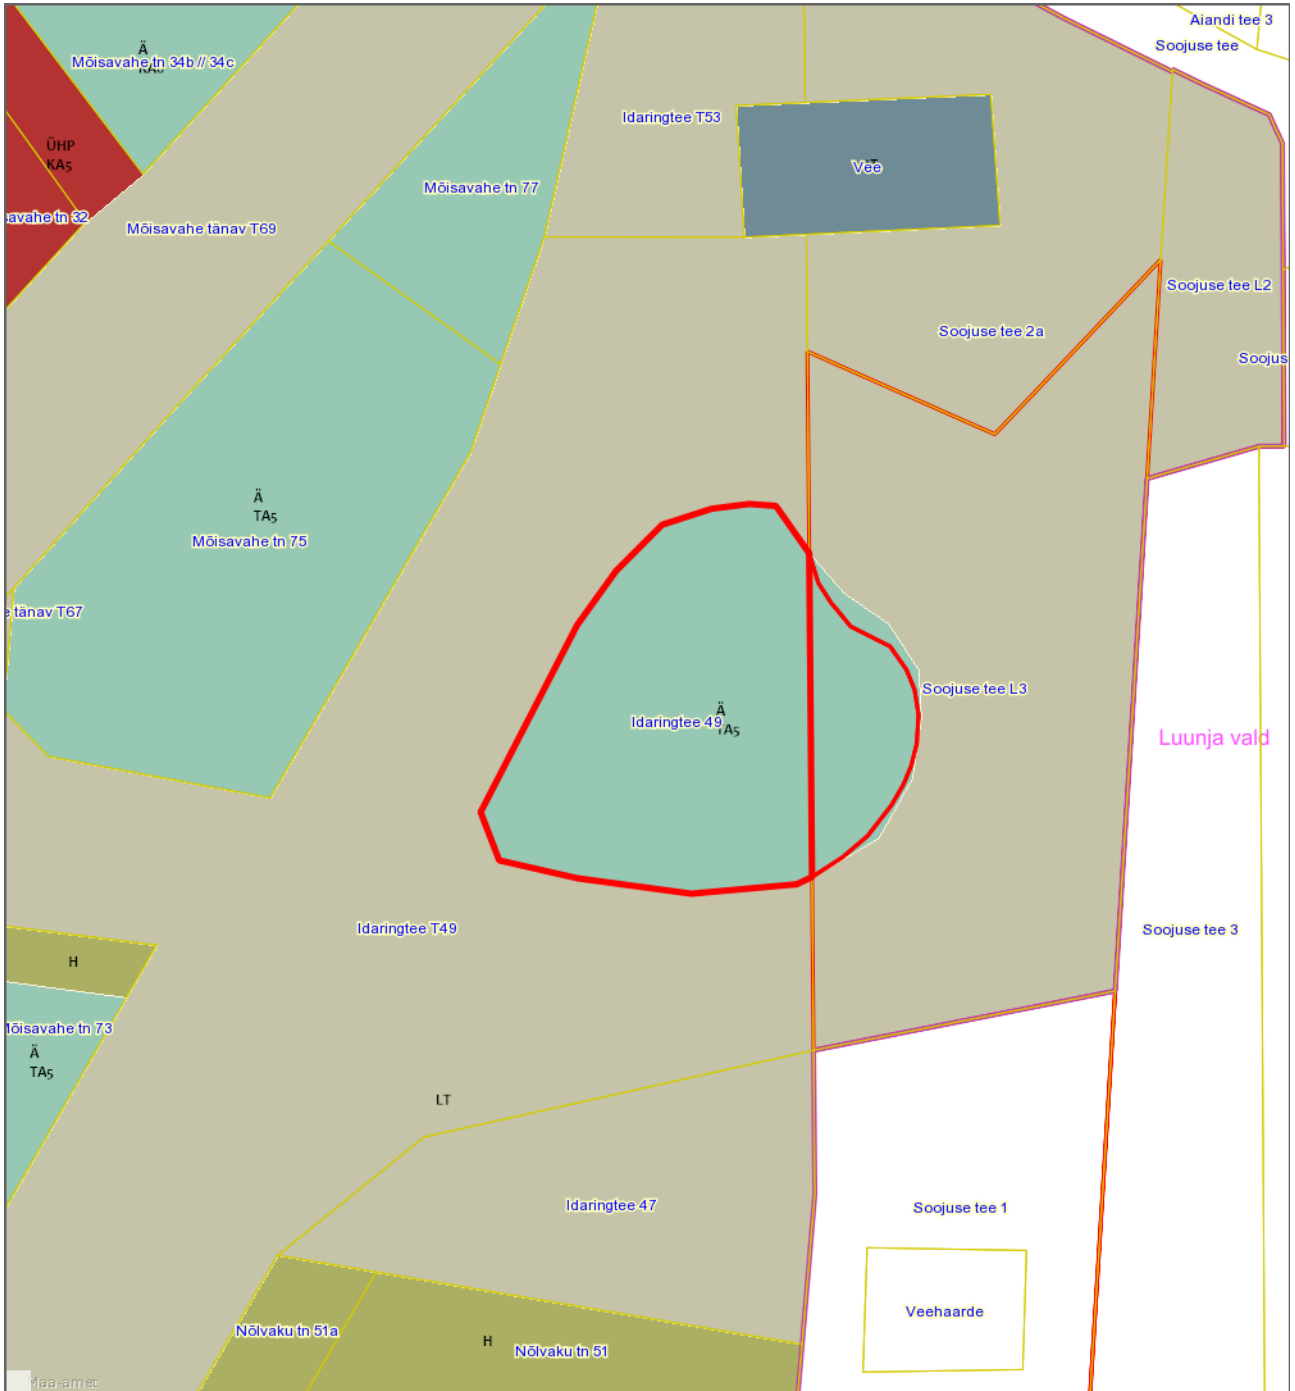 Aiandi tee 3
Soojuse tee
Ä
Mõisavahe tn 34b // 34c
Idaringtee T53
ÜHP
KA5
Vee
Mõisavahe tn 77
savahe tn 32
Mõisavahe tänav T69
Soojuse tee L2
Soojuse tee 2a
Soojus
Ä
TA5
Mõisavahe tn 75
e tänav T67
Soojuse tee L3
Ä
Idaringtee 49
TA5
Luunja vald
Idaringtee T49
Soojuse tee 3
H
Mõisavahe tn 73
Ä
TA5
LT
Idaringtee 47
Soojuse tee 1
Veehaarde
Nõlvaku tn 51a
H
Nõlvaku tn 51
Maa-amet